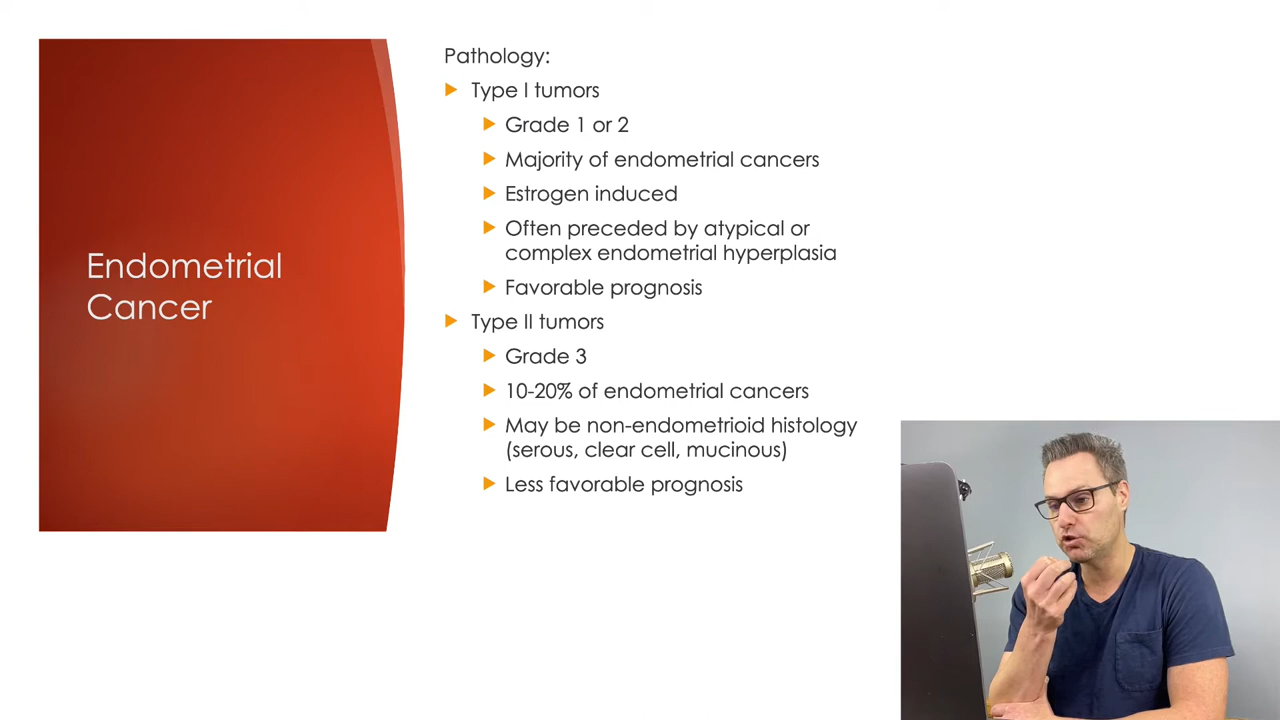 Endometrial
Cancer
Pathology:
Type I tumors
Grade 1 or 2
Majority of endometrial cancers
Estrogen induced
Often preceded by atypical or
complex endometrial hyperplasia
Favorable prognosis
Type II tumors
Grade 3
10-20% of endometrial cancers
May be non-endometrioid histology
(serous, clear cell, mucinous)
Less favorable prognosis